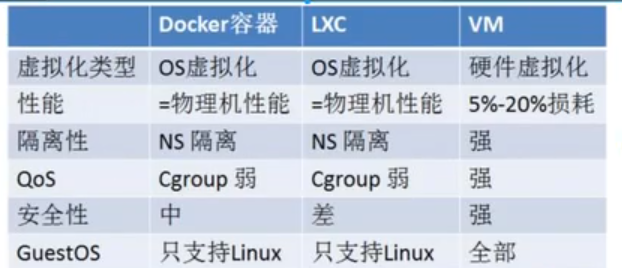 Docker容器 LXC VM
虚拟化类型 OS虚拟化 OS虚拟化 硬件虚拟化
性能 =物理机性能 =物理机性能 5%-20%损耗
隔离性 NS 隔离 NS 隔离 强
QoS Cgroup 弱 Cgroup 弱 强
安全性 中 差 强
GuestOS 只支持Linux 只支持Linux 全部